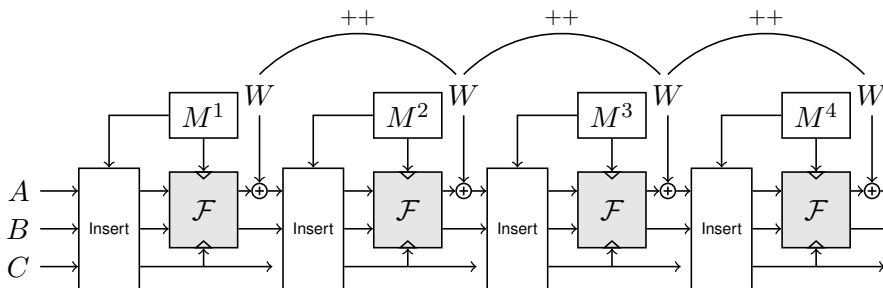 ++ ++ ++
W W W W
M¹ M² M³ M⁴
A
Insert F Insert F Insert F Insert F
B
C